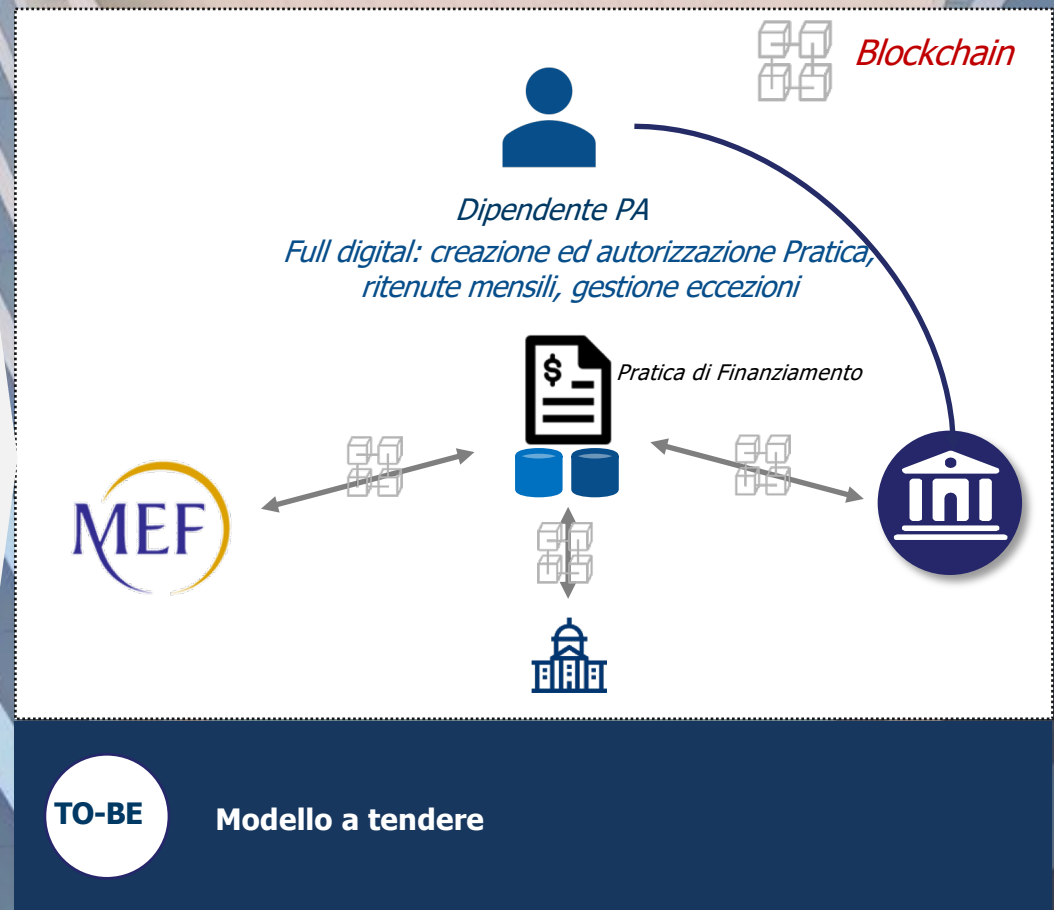 Blockchain
Dipendente PA
Full digital: creazione ed autorizzazione Pratica,
ritenute mensili, gestione eccezioni
$
Pratica di Finanziamento
MEF
TO-BE
Modello a tendere